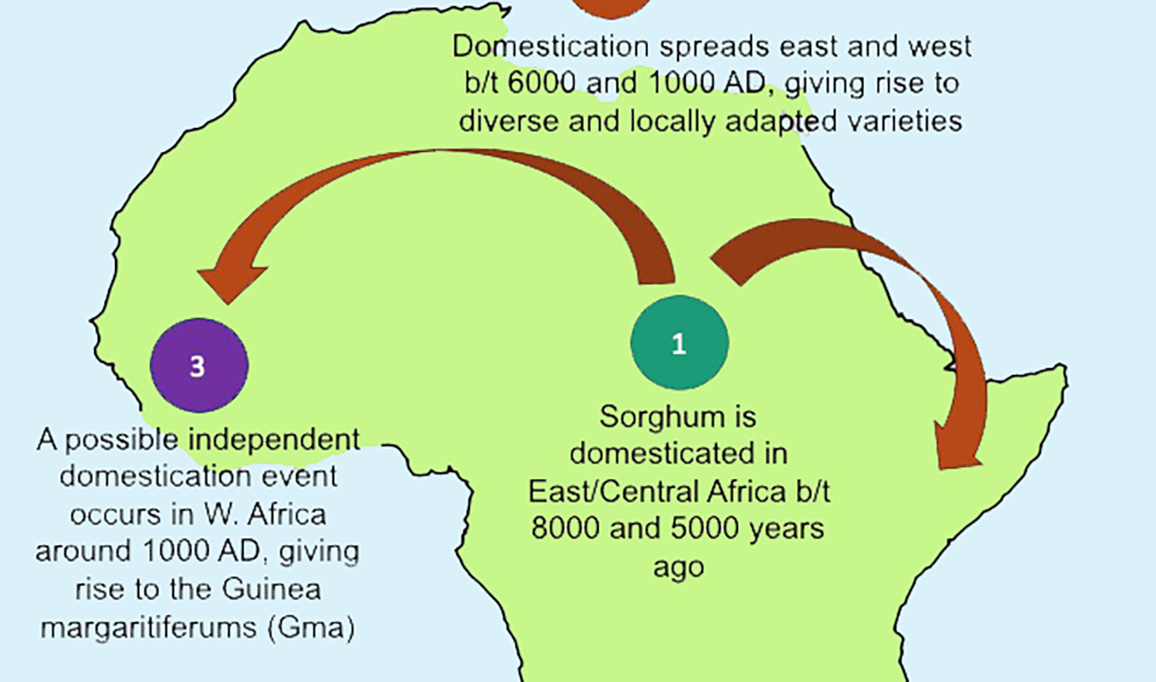 Domestication spreads east and west
b/t 6000 and 1000 AD, giving rise to
diverse and locally adapted varieties
1
Sorghum is
domesticated in
East/Central Africa b/t
8000 and 5000 years
ago
3
A possible independent
domestication event
occurs in W. Africa
around 1000 AD, giving
rise to the Guinea
margaritiferums (Gma)